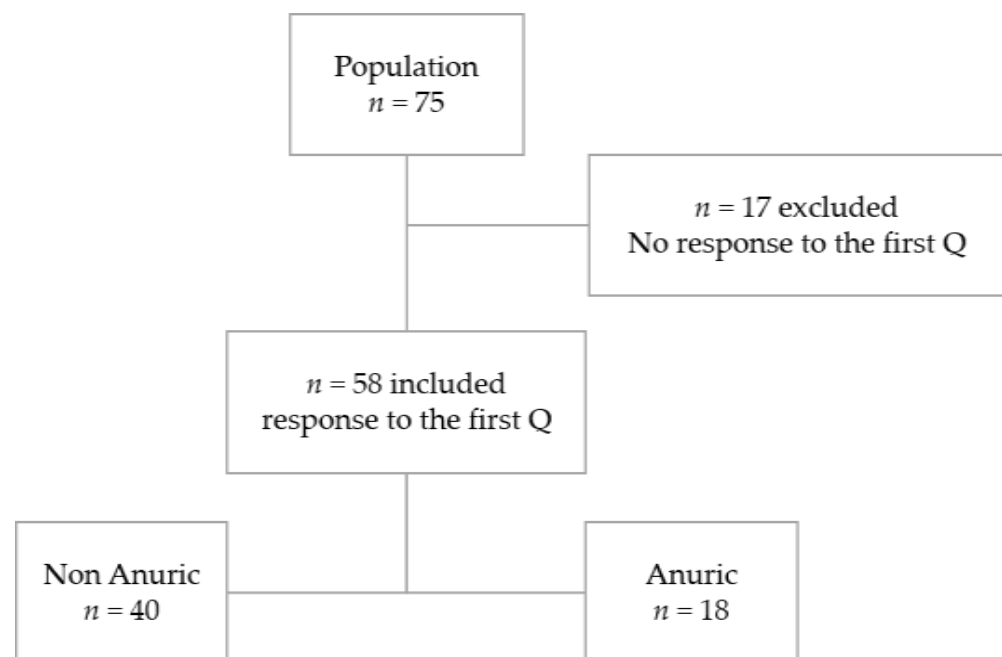 Population
n = 75
n = 17 excluded
No response to the first Q
n = 58 included
response to the first Q
Non Anuric
n = 40
Anuric
n = 18